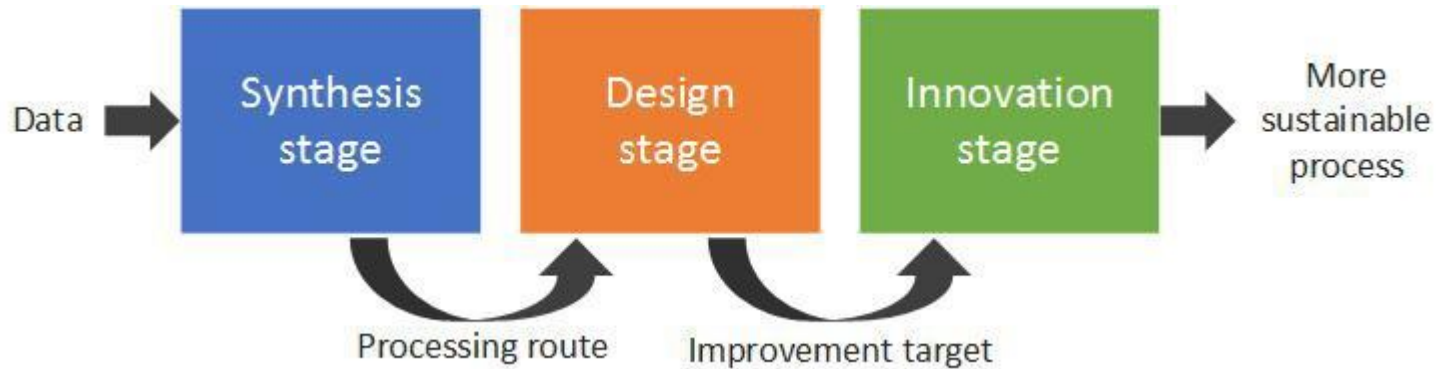 Data
Synthesis
stage
Design
stage
Innovation
stage
More
sustainable
process
Processing route
Improvement target